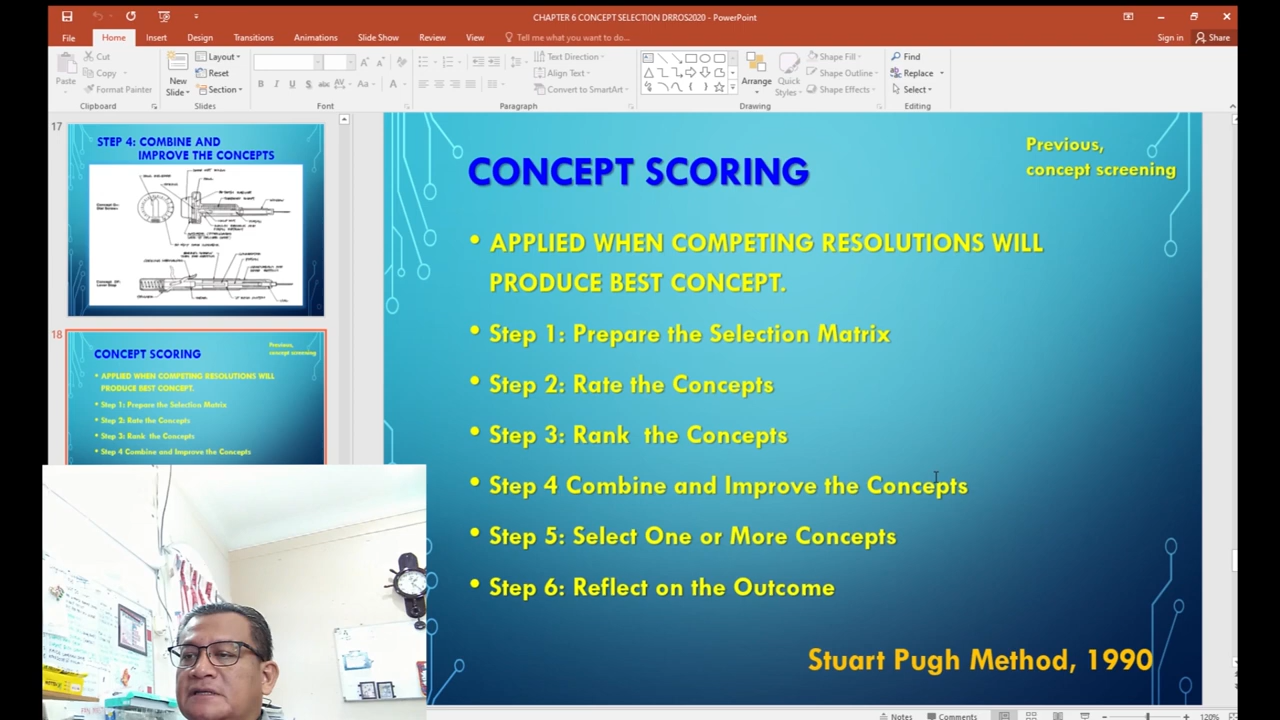 CHAPTER 6 CONCEPT SELECTION DRROS2020 - PowerPoint
File Home Insert Design Transitions Animations Slide Show Review View Tell me what you want to do... Sign in Share
Paste
Cut
Copy
Format Painter
Clipboard
New
Slide
Layout
Reset
Section
Slides
Font
Text Direction
Align Text
Convert to SmartArt
Paragraph
Arrange
Quick
Styles
Shape Fill
Shape Outline
Shape Effects
Drawing
Find
Replace
Select
Editing
17
STEP 4: COMBINE AND
IMPROVE THE CONCEPTS
18
Previous,
concept screening
CONCEPT SCORING
• APPLIED WHEN COMPETING RESOLUTIONS WILL
PRODUCE BEST CONCEPT.
• Step 1: Prepare the Selection Matrix
• Step 2: Rate the Concepts
• Step 3: Rank the Concepts
• Step 4 Combine and Improve the Concepts
Previous,
concept screening
CONCEPT SCORING
• APPLIED WHEN COMPETING RESOLUTIONS WILL
PRODUCE BEST CONCEPT.
• Step 1: Prepare the Selection Matrix
• Step 2: Rate the Concepts
• Step 3: Rank the Concepts
• Step 4 Combine and Improve the Concepts
• Step 5: Select One or More Concepts
• Step 6: Reflect on the Outcome
Stuart Pugh Method, 1990
Notes Comments 120%